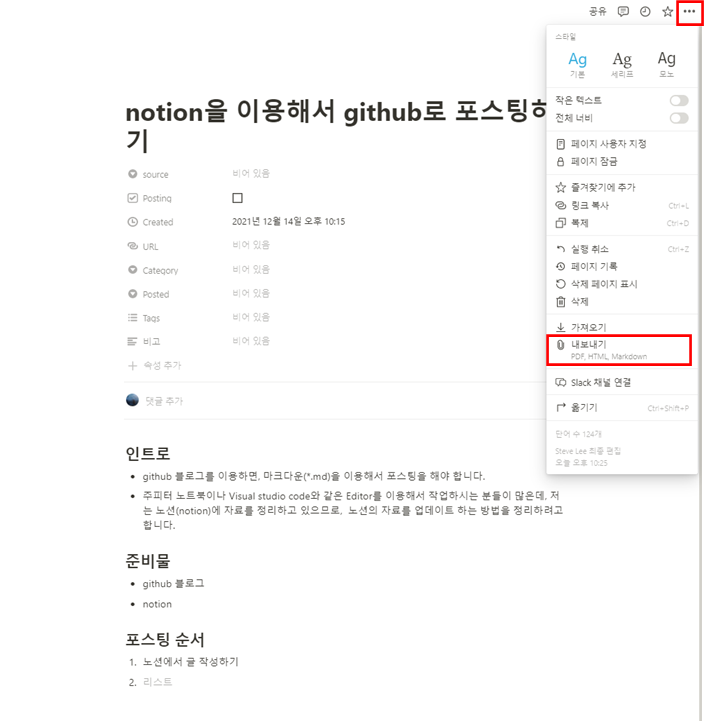 공유
스타일
Ag Ag Ag
기본 세리프 모노
작은 텍스트
전체 너비
페이지 사용자 지정
페이지 잠금
즐겨찾기에 추가
링크 복사 Ctrl+L
복제 Ctrl+D
실행 취소 Ctrl+Z
페이지 기록
삭제 페이지 표시
삭제
가져오기
내보내기
PDF, HTML, Markdown
Slack 채널 연결
옮기기 Ctrl+Shift+P
단어 수 124개
Steve Lee 최종 편집
오늘 오후 10:25
notion을 이용해서 github로 포스팅하
기
source 비어 있음
Posting
Created 2021년 12월 14일 오후 10:15
URL 비어 있음
Category 비어 있음
Posted 비어 있음
Tags 비어 있음
비고 비어 있음
속성 추가
댓글 추가
인트로
• github 블로그를 이용하면, 마크다운(*.md)을 이용해서 포스팅을 해야 합니다.
• 주피터 노트북이나 Visual studio code와 같은 Editor를 이용해서 작업하시는 분들이 많은데, 저
는 노션(notion)에 자료를 정리하고 있으므로, 노션의 자료를 업데이트 하는 방법을 정리하려고
합니다.
준비물
• github 블로그
• notion
포스팅 순서
1. 노션에서 글 작성하기
2. 리스트